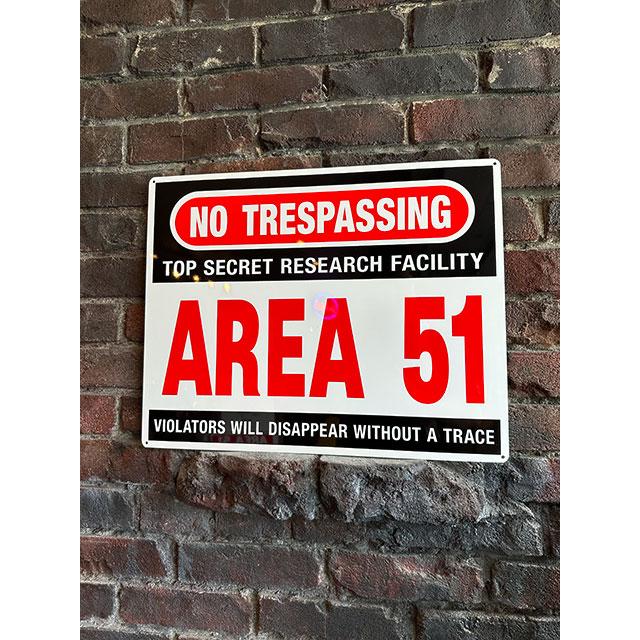 NO TRESPASSING
TOP SECRET RESEARCH FACILITY
AREA 51
VIOLATORS WILL DISAPPEAR WITHOUT A TRACE